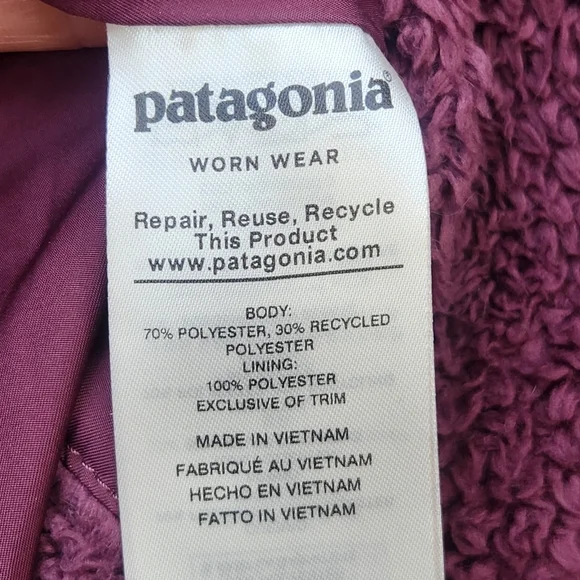 patagonia®
WORN WEAR
Repair, Reuse, Recycle
This Product
www.patagonia.com
BODY:
70% POLYESTER, 30% RECYCLED
POLYESTER
LINING:
100% POLYESTER
EXCLUSIVE OF TRIM
MADE IN VIETNAM
FABRIQUÉ AU VIETNAM
HECHO EN VIETNAM
FATTO IN VIETNAM